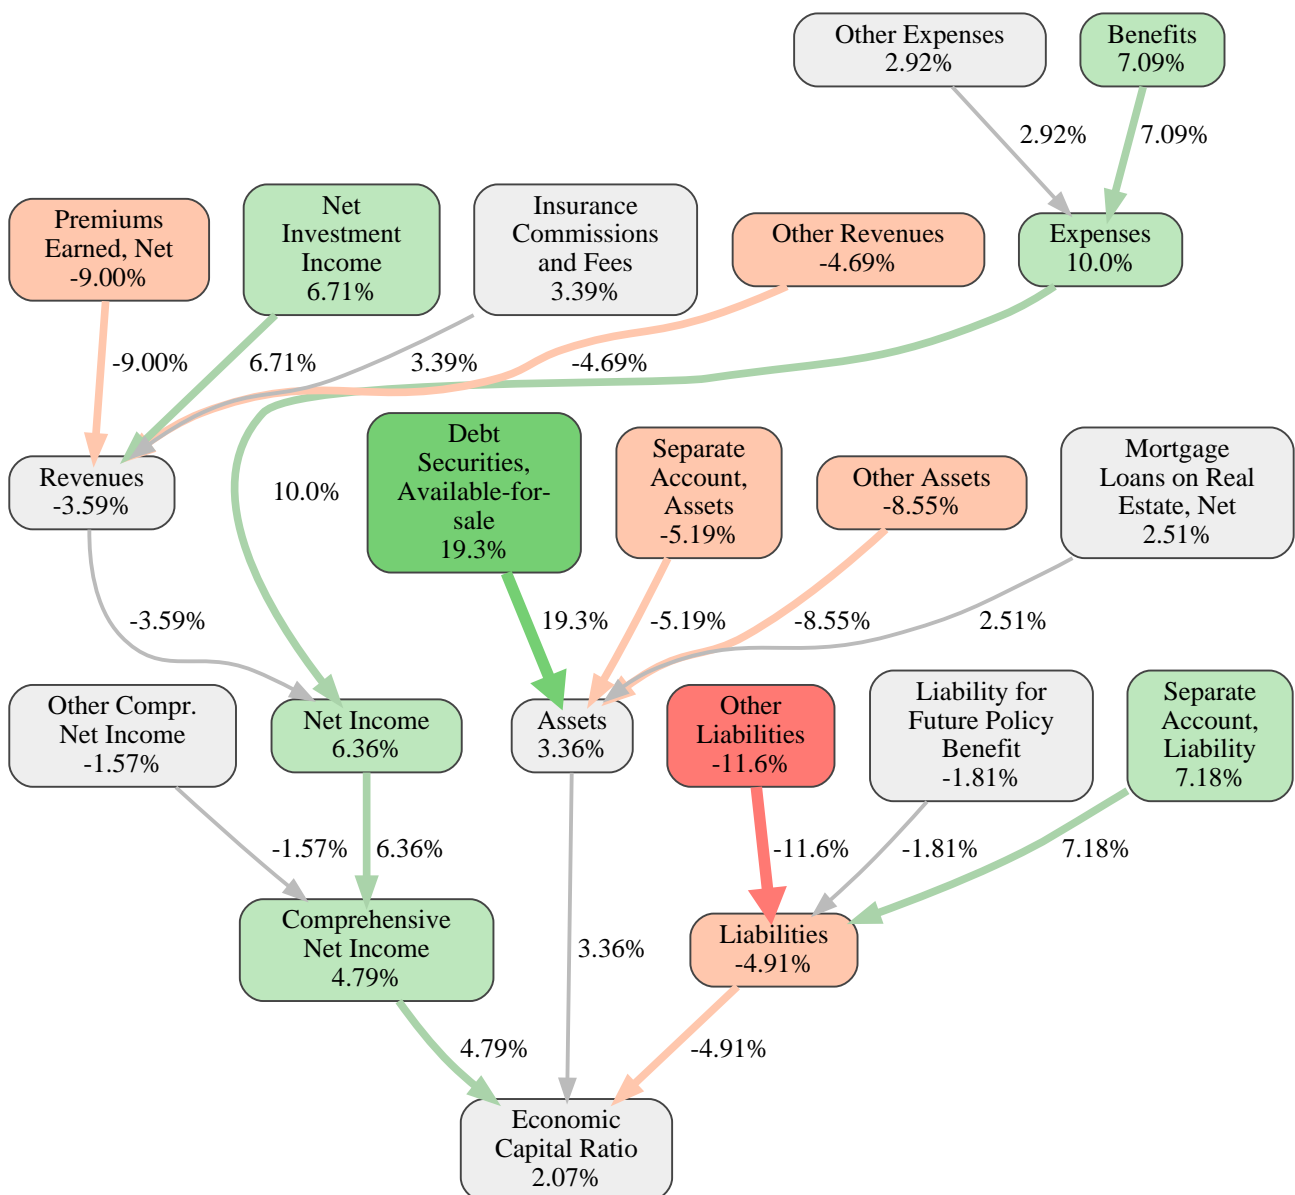 Other Expenses
2.92%
Benefits
7.09%
2.92%
7.09%
Premiums
Earned, Net
-9.00%
Net
Investment
Income
6.71%
Insurance
Commissions
and Fees
3.39%
Other Revenues
-4.69%
Expenses
10.0%
-9.00%
6.71%
3.39%
-4.69%
Revenues
-3.59%
10.0%
Debt
Securities,
Available-for-
sale
19.3%
Separate
Account,
Assets
-5.19%
Other Assets
-8.55%
Mortgage
Loans on Real
Estate, Net
2.51%
-3.59%
19.3%
-5.19%
-8.55%
2.51%
Other Compr.
Net Income
-1.57%
Net Income
6.36%
Assets
3.36%
Other
Liabilities
-11.6%
Liability for
Future Policy
Benefit
-1.81%
Separate
Account,
Liability
7.18%
-1.57%
6.36%
-11.6%
-1.81%
7.18%
Comprehensive
Net Income
4.79%
3.36%
Liabilities
-4.91%
4.79%
-4.91%
Economic
Capital Ratio
2.07%